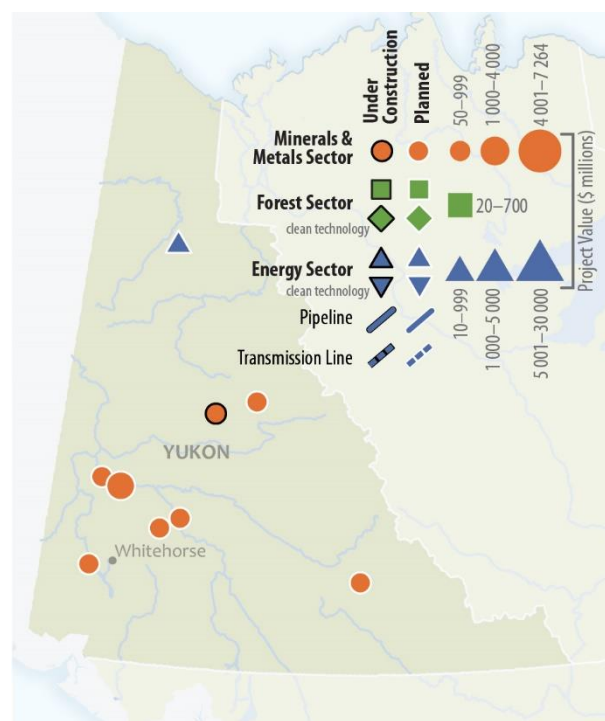 Under
Construction
Planned
50–999
1 000–4 000
4 001–7 264
Minerals &
Metals Sector
Forest Sector
clean technology
20–700
Energy Sector
clean technology
10–999
1 000–5 000
5 001–30 000
Project Value ($ millions)
Pipeline
Transmission Line
YUKON
Whitehorse